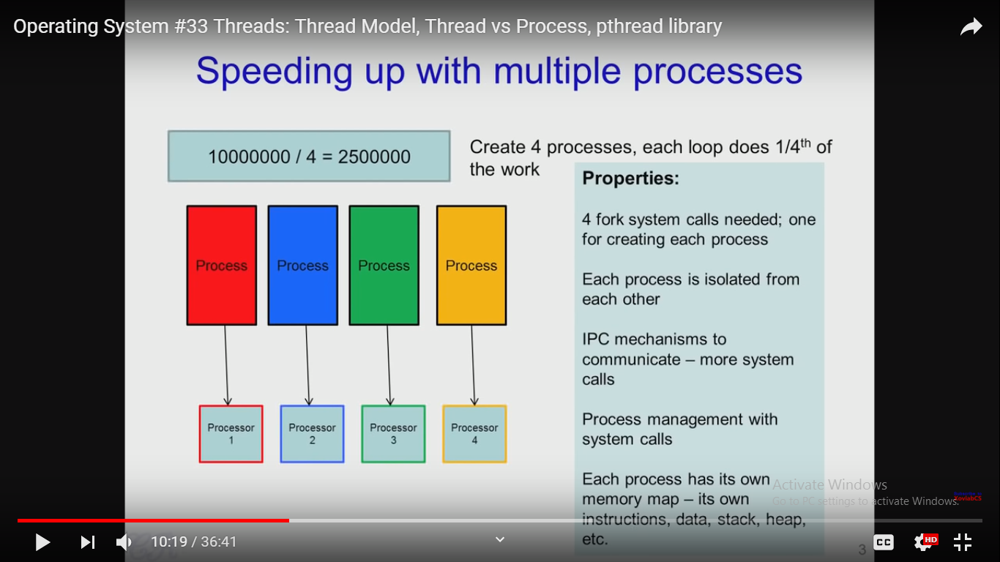 Operating System #33 Threads: Thread Model, Thread vs Process, pthread library
Speeding up with multiple processes
10000000 / 4 = 2500000
Create 4 processes, each loop does 1/4th of
the work
Properties:
4 fork system calls needed; one
for creating each process
Each process is isolated from
each other
IPC mechanisms to
communicate – more system
calls
Process management with
system calls
Each process has its own
memory map – its own
instructions, data, stack, heap,
etc.
Process
Process
Process
Process
Processor
1
Processor
2
Processor
3
Processor
4
Activate Windows
Go to PC settings to activate Windows.
10:19 / 36:41
3
CC
HD